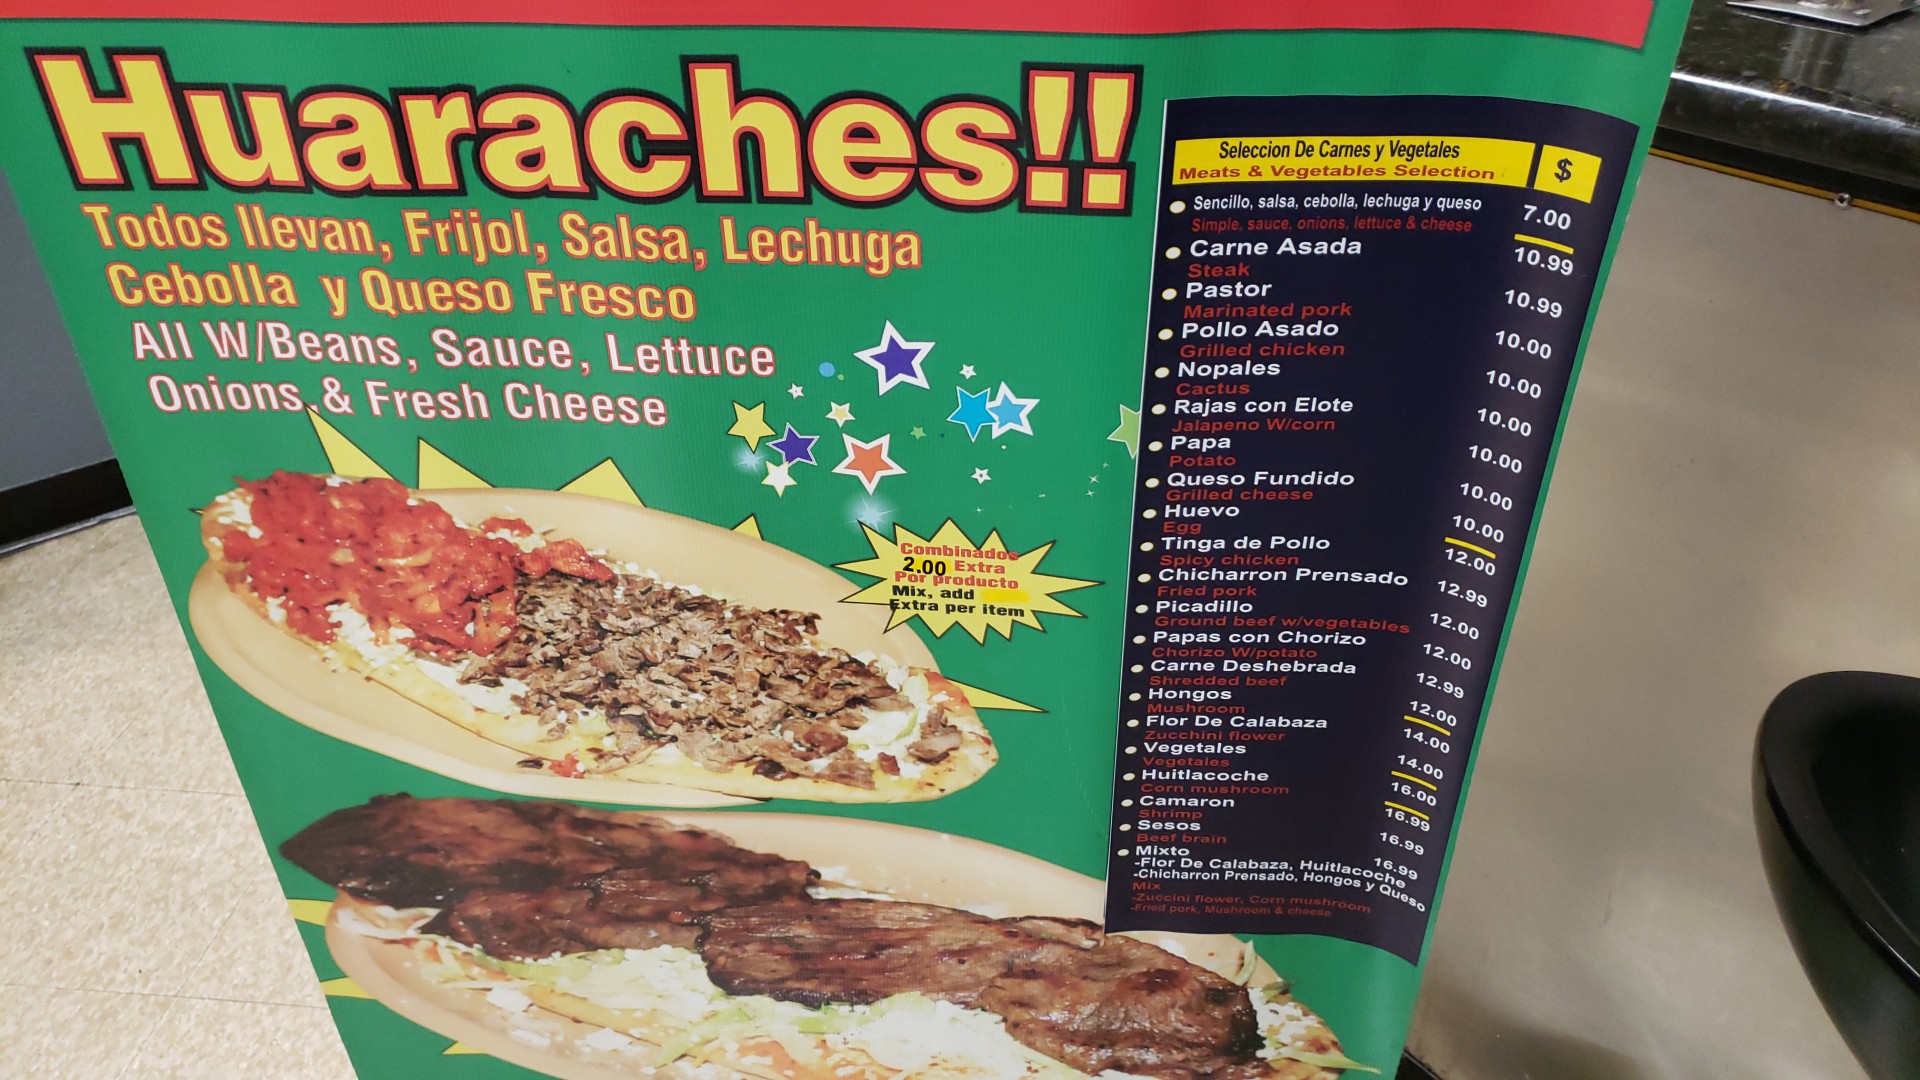 Huaraches!!
Todos llevan, Frijol, Salsa, Lechuga
Cebolla y Queso Fresco
All W/Beans, Sauce, Lettuce
Onions & Fresh Cheese
Combinados
2.00 Extra
Por producto
Mix, add
Extra per item
Seleccion De Carnes y Vegetales $
Meats & Vegetables Selection
Sencillo, salsa, cebolla, lechuga y queso 7.00
Simple, sauce, onions, lettuce & cheese
Carne Asada 10.99
Steak
Pastor 10.99
Marinated pork
Pollo Asado 10.00
Grilled chicken
Nopales 10.00
Cactus
Rajas con Elote 10.00
Jalapeno W/corn
Papa 10.00
Potato
Queso Fundido 10.00
Grilled cheese
Huevo 10.00
Egg
Tinga de Pollo 12.00
Spicy chicken
Chicharron Prensado 12.99
Fried pork
Picadillo 12.00
Ground beef w/vegetables
Papas con Chorizo 12.00
Chorizo W/potato
Carne Deshebrada 12.99
Shredded beef
Hongos 12.00
Mushroom
Flor De Calabaza 14.00
Zucchini flower
Vegetales 14.00
Vegetales
Huitlacoche 16.00
Corn mushroom
Camaron 16.99
Shrimp
Sesos 16.99
Beef brain
Mixto 16.99
-Flor De Calabaza, Huitlacoche
-Chicharron Prensado, Hongos y Queso
Mix
-Zuccini flower, Corn mushroom
-Fried pork, Mushroom & cheese